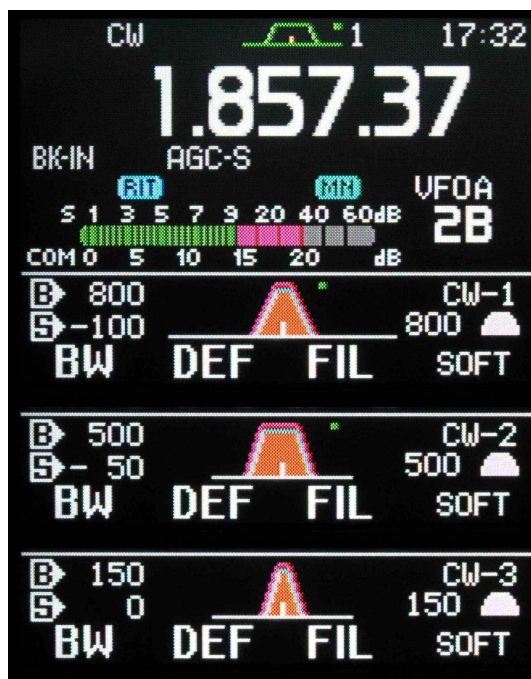 CW 1 17:32
1.857.37
BK-IN AGC-S
RIT MN VFOA
S 1 3 5 7 9 20 40 60dB 2B
COM 0 5 10 15 20 dB
B 800 CW-1
S -100 800
BW DEF FIL SOFT
B 500 CW-2
S - 50 500
BW DEF FIL SOFT
B 150 CW-3
S 0 150
BW DEF FIL SOFT